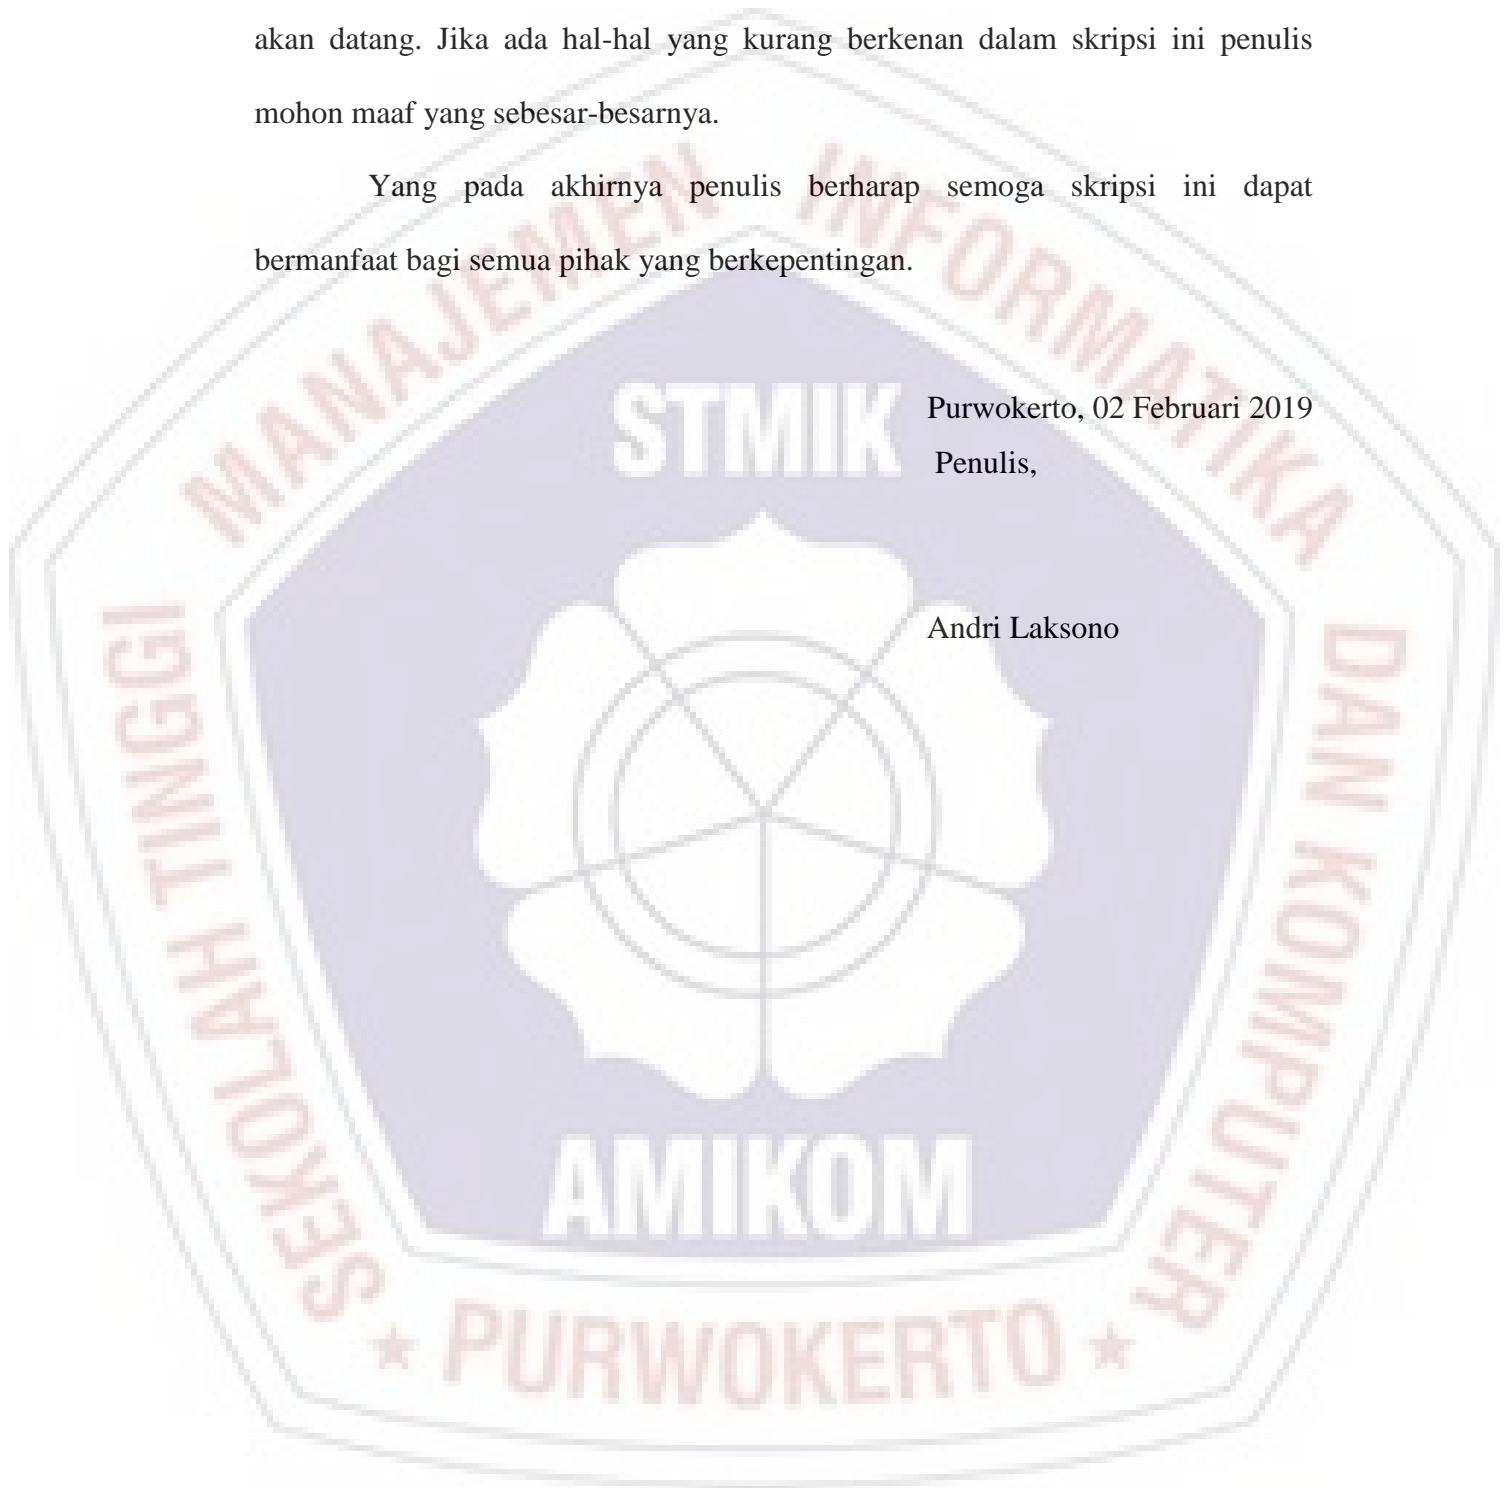 akan datang. Jika ada hal-hal yang kurang berkenan dalam skripsi ini penulis
mohon maaf yang sebesar-besarnya.
Yang pada akhirnya penulis berharap semoga skripsi ini dapat
bermanfaat bagi semua pihak yang berkepentingan.
Purwokerto, 02 Februari 2019
Penulis,
Andri Laksono
SEKOLAH TINGGI MANAJEMEN INFORMATIKA DAN KOMPUTER
STMIK
AMIKOM
★ PURWOKERTO ★